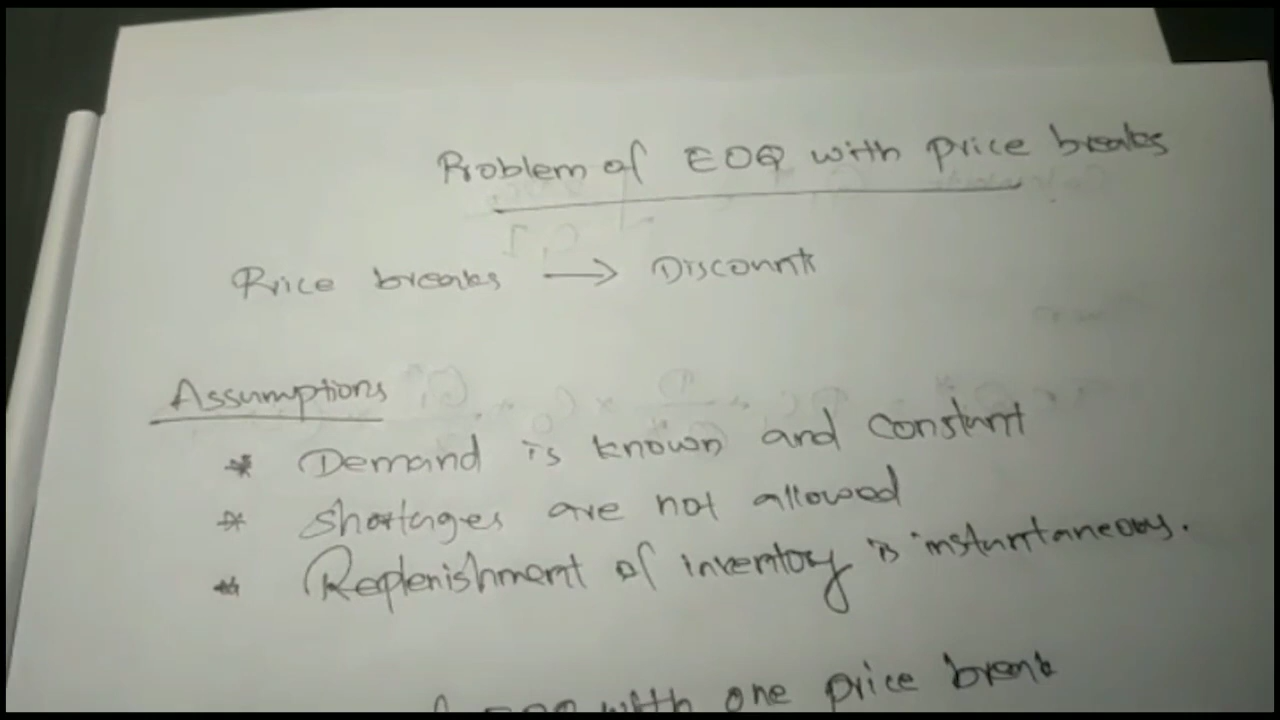 Problem of EOQ with price breaks
Price breaks → Discounts
Assumptions
* Demand is known and constant
* shortages are not allowed
* Replenishment of inventory is instantaneous.
EOQ with one price break